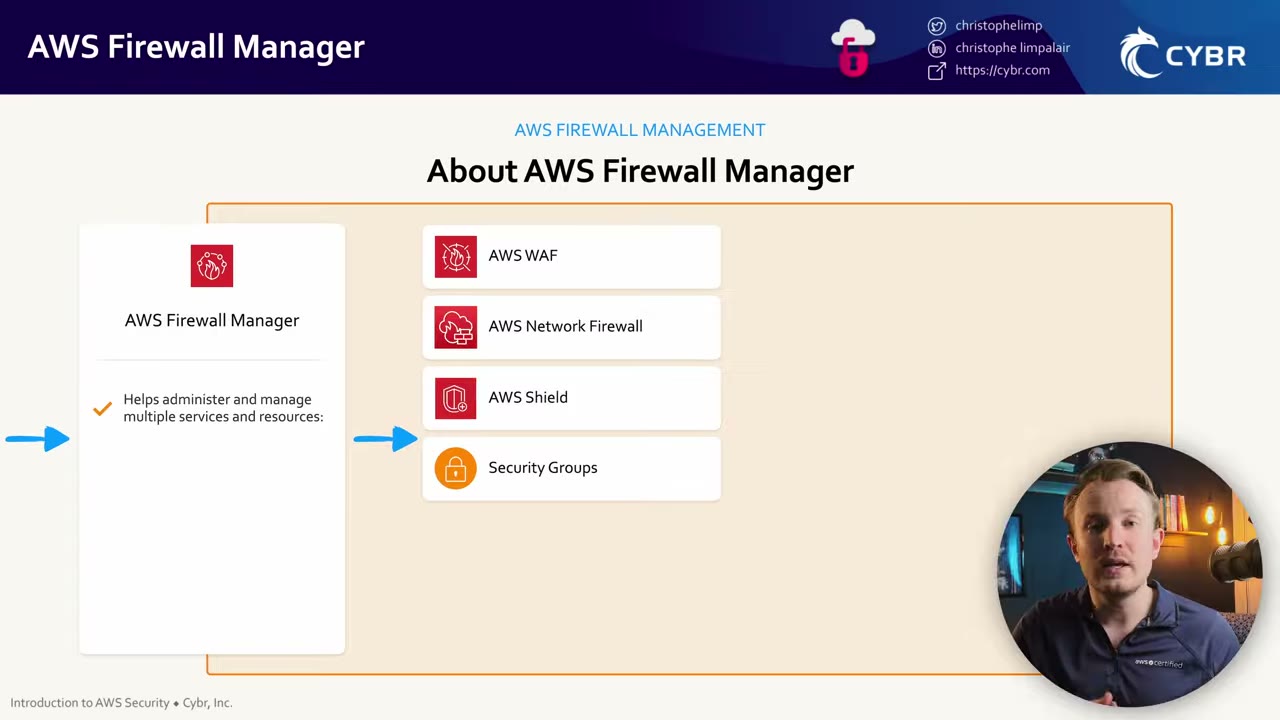 AWS Firewall Manager
christophelimp
christophe limpalair
https://cybr.com
CYBR
AWS FIREWALL MANAGEMENT
About AWS Firewall Manager
AWS Firewall Manager
Helps administer and manage
multiple services and resources:
AWS WAF
AWS Network Firewall
AWS Shield
Security Groups
aws certified
Introduction to AWS Security ◆ Cybr, Inc.